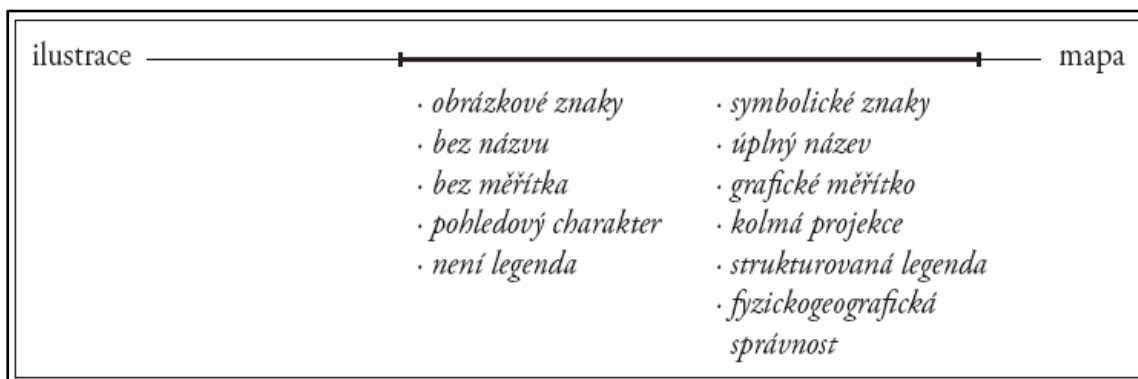 ilustrace
mapa
· obrázkové znaky
· bez názvu
· bez měřítka
· pohledový charakter
· není legenda
· symbolické znaky
· úplný název
· grafické měřítko
· kolmá projekce
· strukturovaná legenda
· fyzickogeografická
správnost